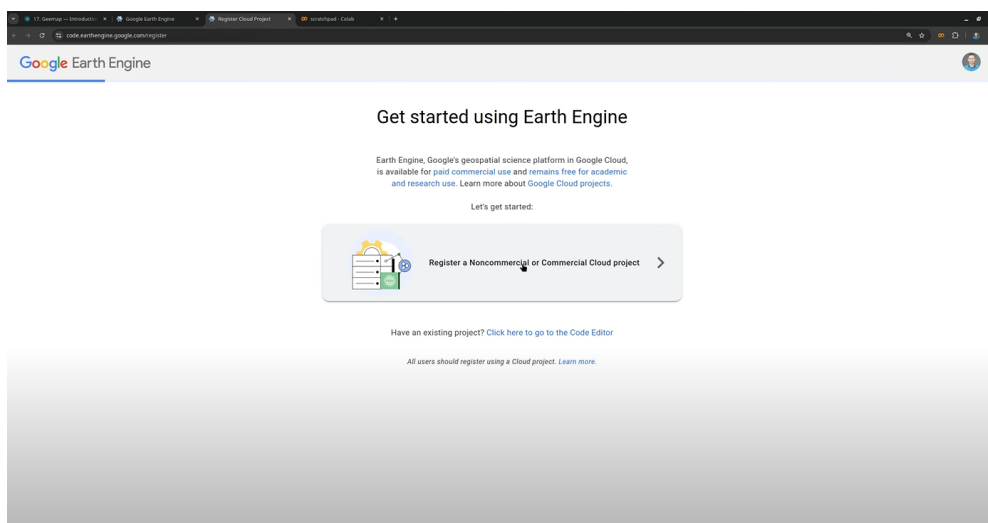 17. Geemap — Introducti
Google Earth Engine
Register Cloud Project
scratchpad - Colab
code.earthengine.google.com/register
Google Earth Engine
Get started using Earth Engine
Earth Engine, Google's geospatial science platform in Google Cloud,
is available for paid commercial use and remains free for academic
and research use. Learn more about Google Cloud projects.
Let's get started:
Register a Noncommercial or Commercial Cloud project
Have an existing project? Click here to go to the Code Editor
All users should register using a Cloud project. Learn more.